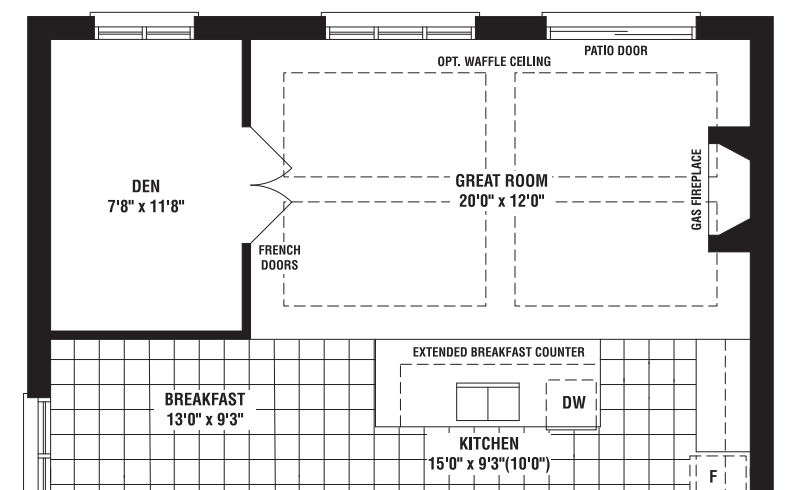 PATIO DOOR
OPT. WAFFLE CEILING
DEN
7'8" x 11'8"
GREAT ROOM
20'0" x 12'0"
GAS FIREPLACE
FRENCH
DOORS
EXTENDED BREAKFAST COUNTER
BREAKFAST
13'0" x 9'3"
DW
KITCHEN
15'0" x 9'3"(10'0")
F